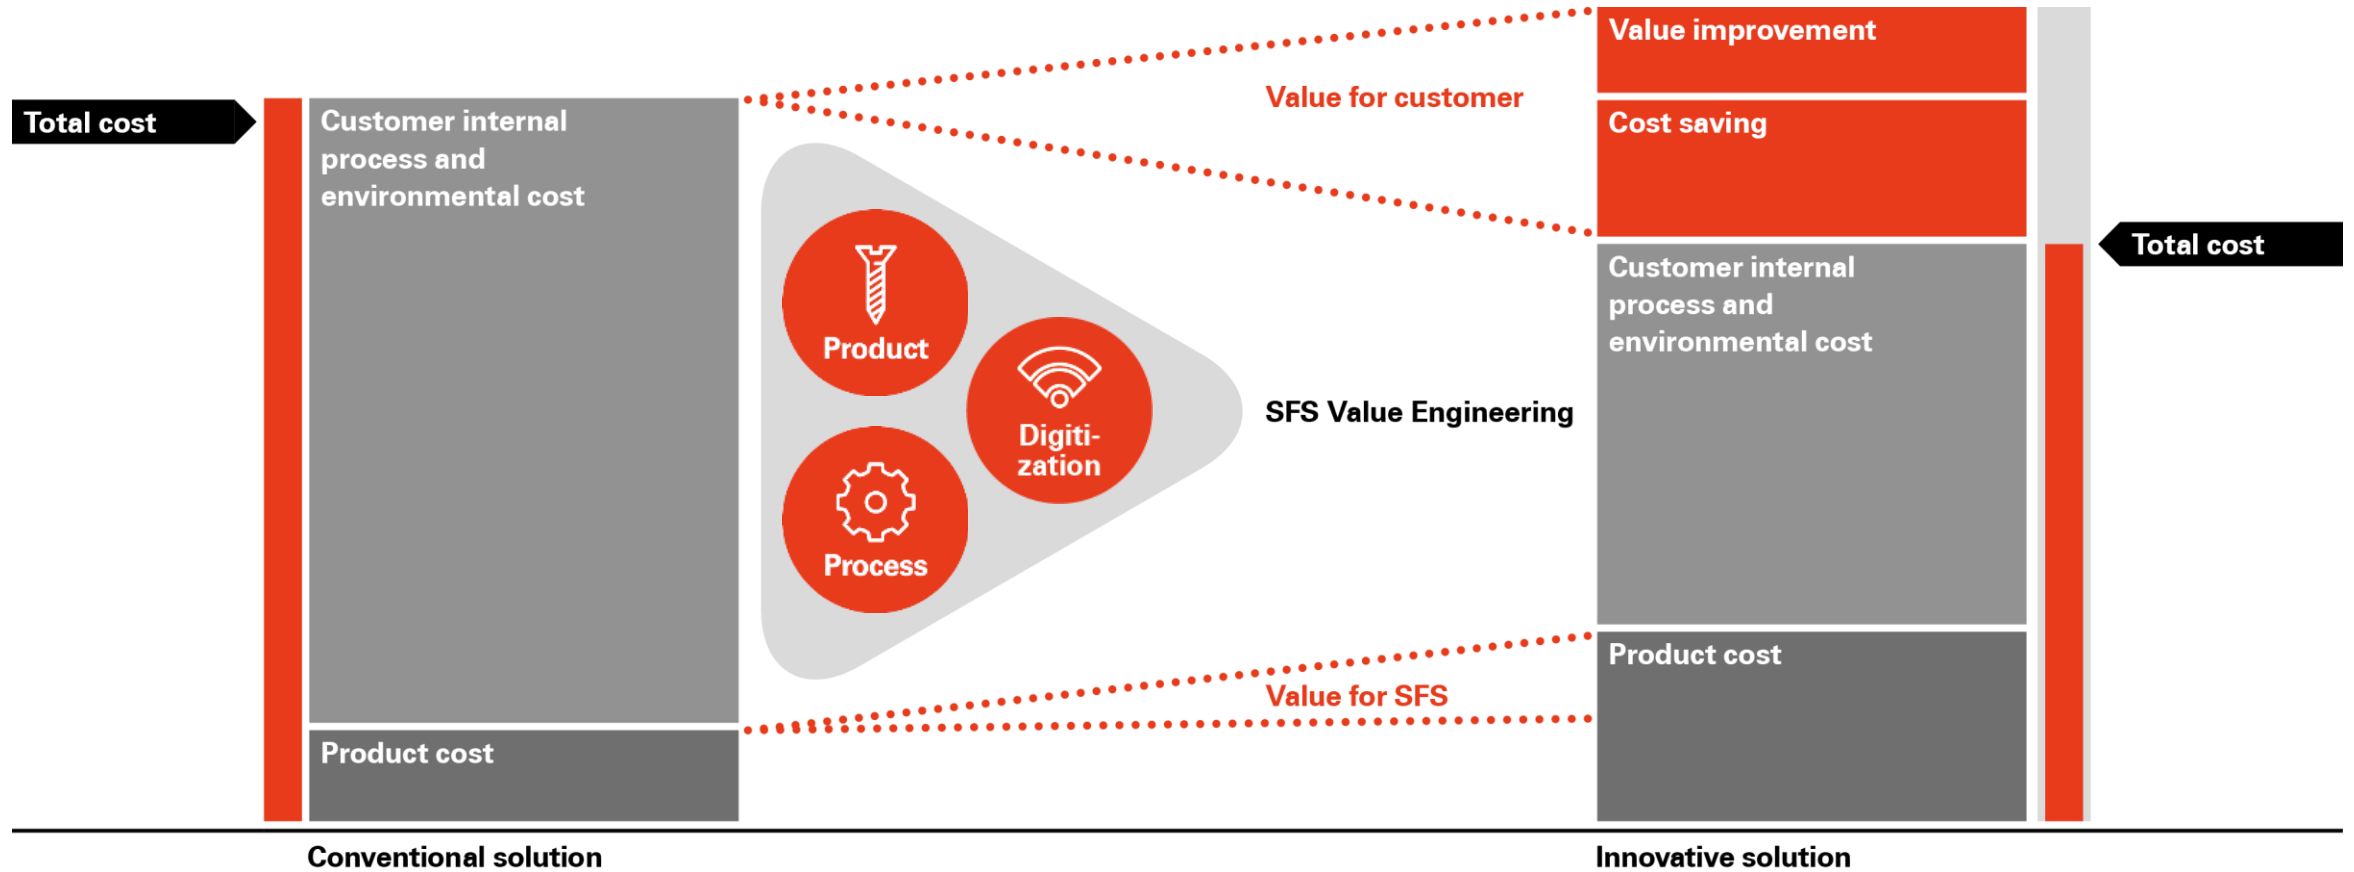 Total cost
Customer internal
process and
environmental cost
Product cost
Conventional solution
Product
Process
Digiti-
zation
Value for customer
SFS Value Engineering
Value for SFS
Value improvement
Cost saving
Customer internal
process and
environmental cost
Product cost
Innovative solution
Total cost